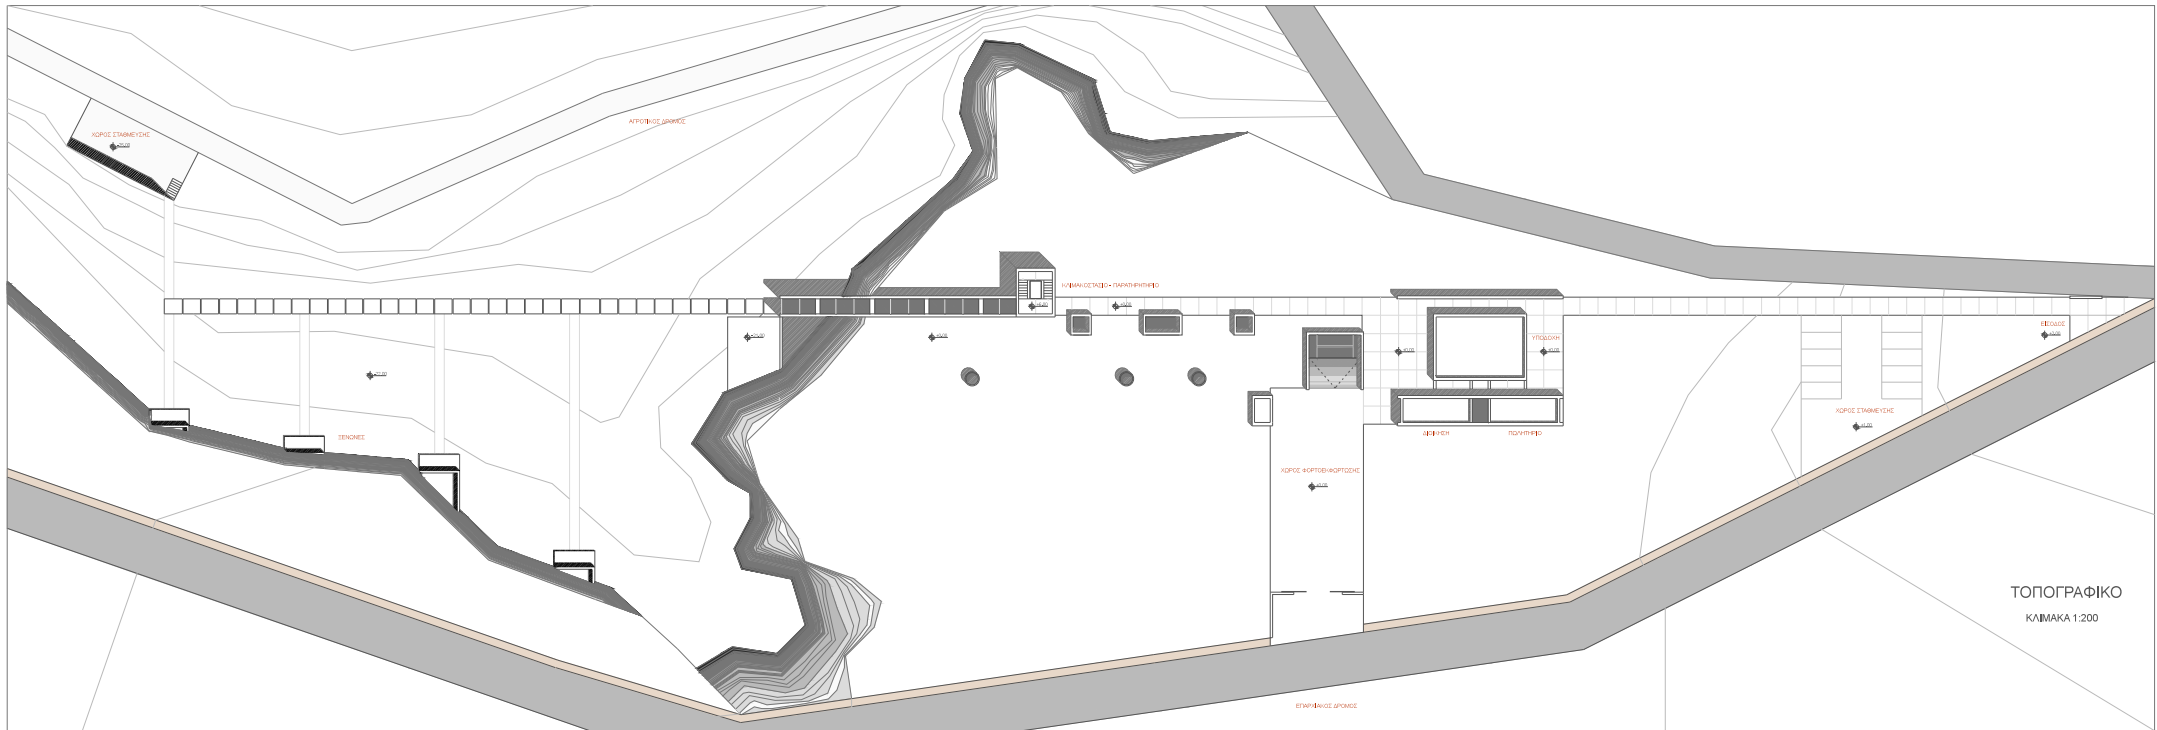 ΧΩΡΟΣ ΣΤΑΘΜΕΥΣΗΣ
ΑΓΡΟΤΙΚΟΣ ΔΡΟΜΟΣ
ΚΛΙΜΑΚΟΣΤΑΣΙΟ - ΠΑΡΑΤΗΡΗΤΗΡΙΟ
ΕΙΣΟΔΟΣ
ΥΠΟΔΟΧΗ
ΧΩΡΟΣ ΣΤΑΘΜΕΥΣΗΣ
ΞΕΝΩΝΕΣ
ΔΙΟΙΚΗΣΗ
ΠΩΛΗΤΗΡΙΟ
ΧΩΡΟΣ ΦΟΡΤΟΕΚΦΟΡΤΩΣΗΣ
ΤΟΠΟΓΡΑΦΙΚΟ
ΚΛΙΜΑΚΑ 1:200
ΕΠΑΡΧΙΑΚΟΣ ΔΡΟΜΟΣ